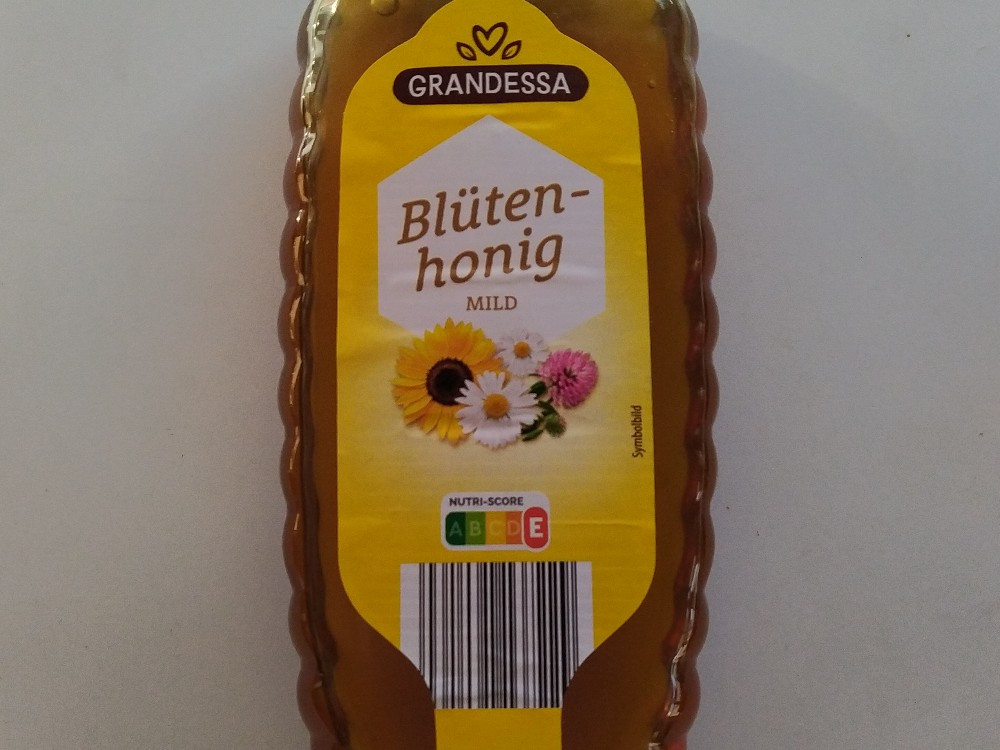 GRANDESSA
Blüten-
honig
MILD
Symbolbild
NUTRI-SCORE
A B C D E